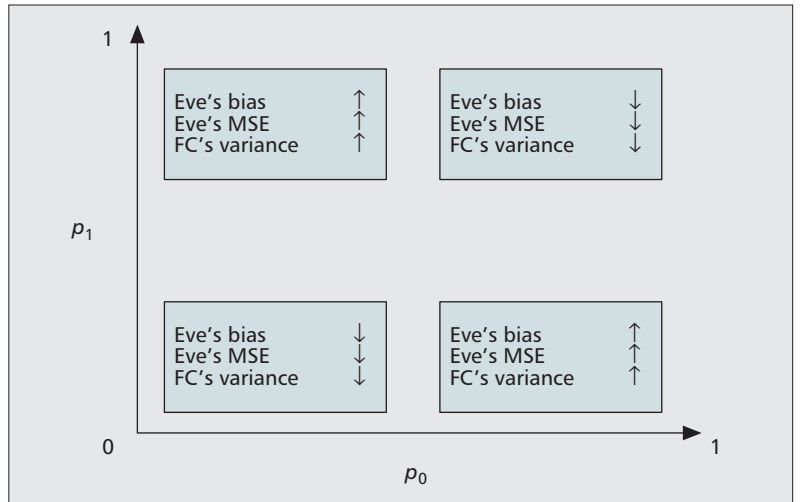 1
Eve's bias ↑
Eve's MSE ↑
FC's variance ↑
Eve's bias ↓
Eve's MSE ↓
FC's variance ↓
p1
Eve's bias ↓
Eve's MSE ↓
FC's variance ↓
Eve's bias ↑
Eve's MSE ↑
FC's variance ↑
0
1
p0